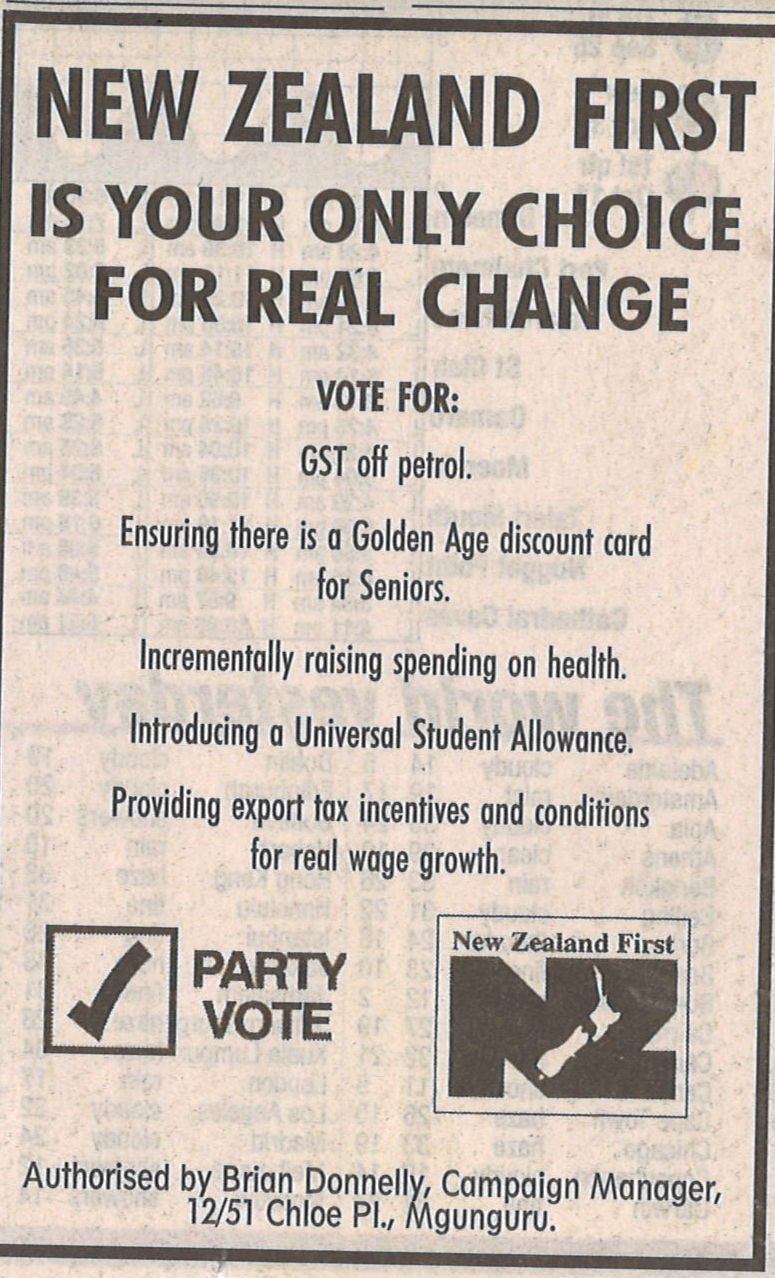 NEW ZEALAND FIRST
IS YOUR ONLY CHOICE
FOR REAL CHANGE
VOTE FOR:
GST off petrol.
Ensuring there is a Golden Age discount card
for Seniors.
Incrementally raising spending on health.
Introducing a Universal Student Allowance.
Providing export tax incentives and conditions
for real wage growth.
PARTY
VOTE
New Zealand First
NZ
Authorised by Brian Donnelly, Campaign Manager,
12/51 Chloe Pl., Mgunguru.